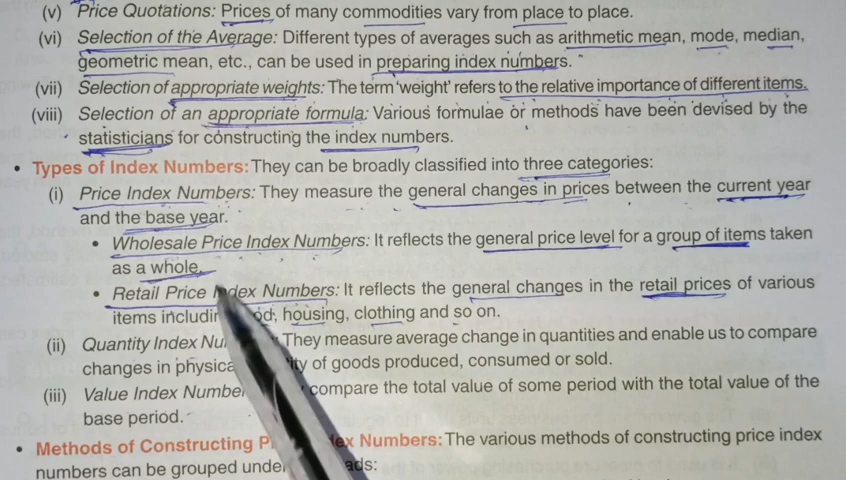 (v) Price Quotations: Prices of many commodities vary from place to place.
(vi) Selection of the Average: Different types of averages such as arithmetic mean, mode, median,
geometric mean, etc., can be used in preparing index numbers.
(vii) Selection of appropriate weights: The term 'weight' refers to the relative importance of different items.
(viii) Selection of an appropriate formula: Various formulae or methods have been devised by the
statisticians for constructing the index numbers.
• Types of Index Numbers: They can be broadly classified into three categories:
(i) Price Index Numbers: They measure the general changes in prices between the current year
and the base year.
• Wholesale Price Index Numbers: It reflects the general price level for a group of items taken
as a whole.
• Retail Price Index Numbers: It reflects the general changes in the retail prices of various
items housing, clothing and so on.
(ii) Quantity Index They measure average change in quantities and enable us to compare
changes in of goods produced, consumed or sold.
(iii) Value Index compare the total value of some period with the total value of the
base period.
• Methods of Constructing Numbers: The various methods of constructing price index
numbers can be grouped